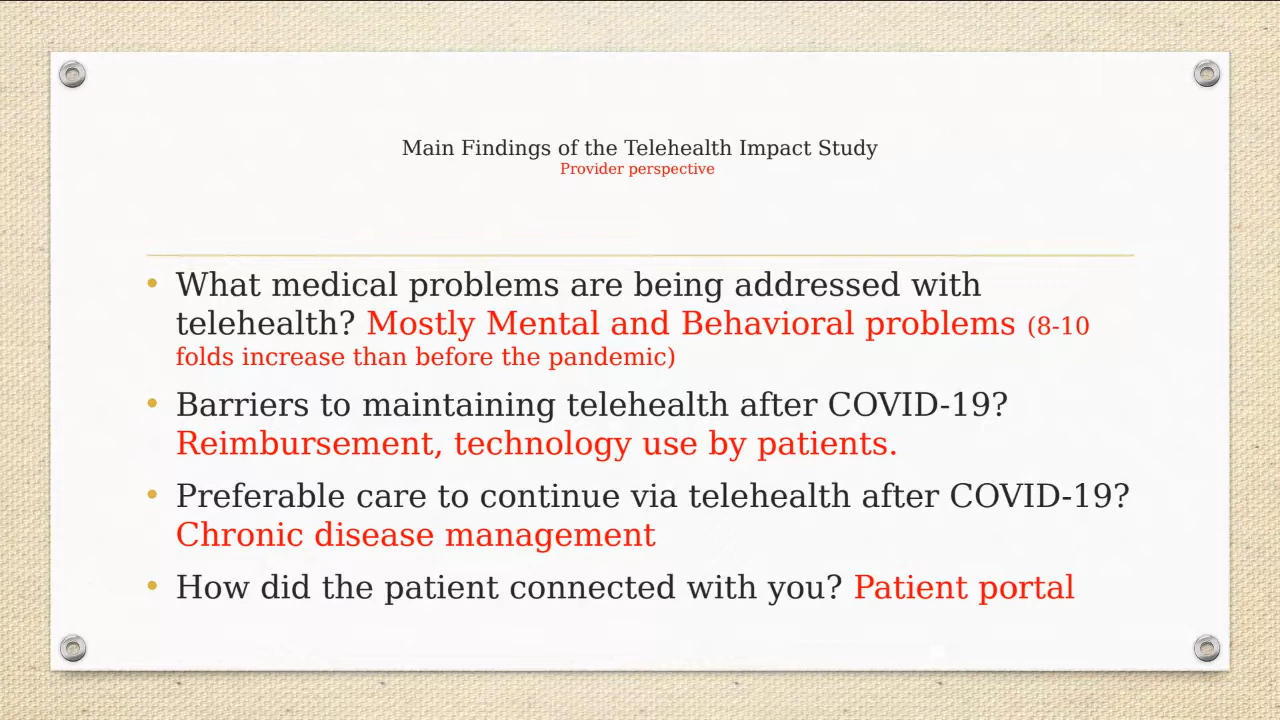 Main Findings of the Telehealth Impact Study
Provider perspective
• What medical problems are being addressed with
telehealth? Mostly Mental and Behavioral problems (8-10
folds increase than before the pandemic)
• Barriers to maintaining telehealth after COVID-19?
Reimbursement, technology use by patients.
• Preferable care to continue via telehealth after COVID-19?
Chronic disease management
• How did the patient connected with you? Patient portal